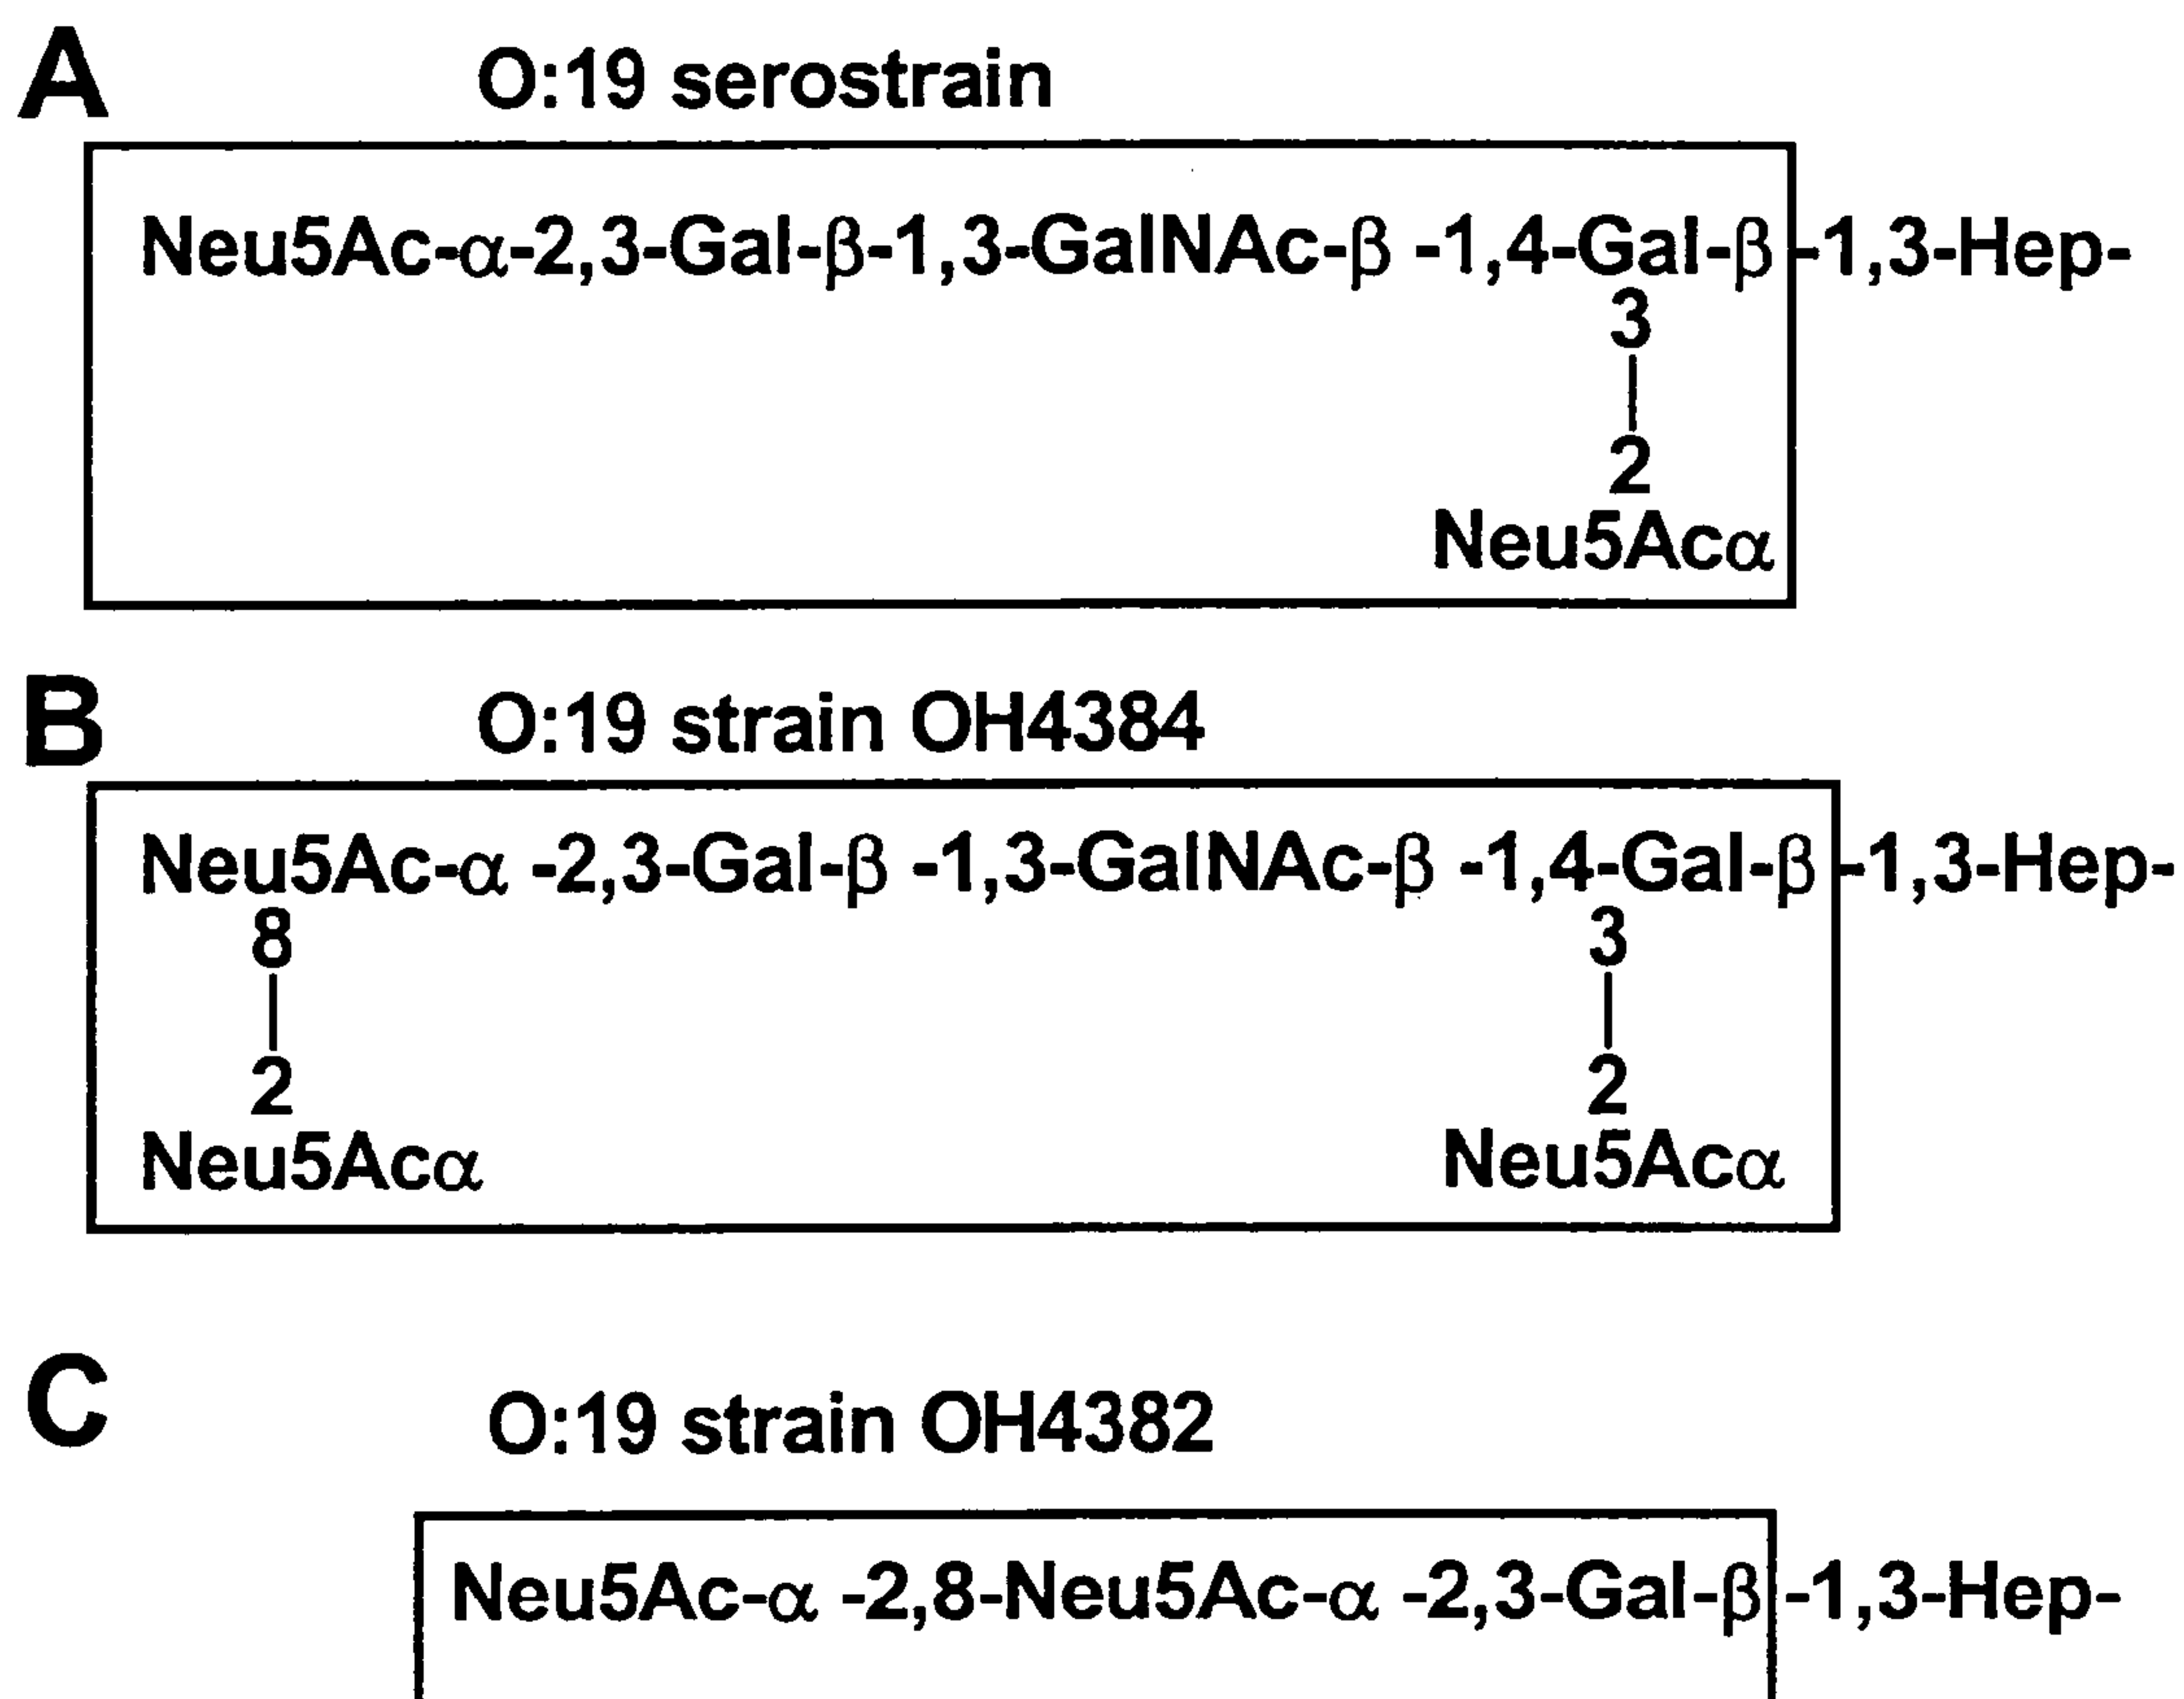 A
O:19 serostrain
Neu5Ac-α-2,3-Gal-β-1,3-GalNAc-β -1,4-Gal-β-1,3-Hep-
3
2
Neu5Acα
B
O:19 strain OH4384
Neu5Ac-α -2,3-Gal-β -1,3-GalNAc-β -1,4-Gal-β-1,3-Hep-
8 3
2 2
Neu5Acα Neu5Acα
C
O:19 strain OH4382
Neu5Ac-α -2,8-Neu5Ac-α -2,3-Gal-β -1,3-Hep-